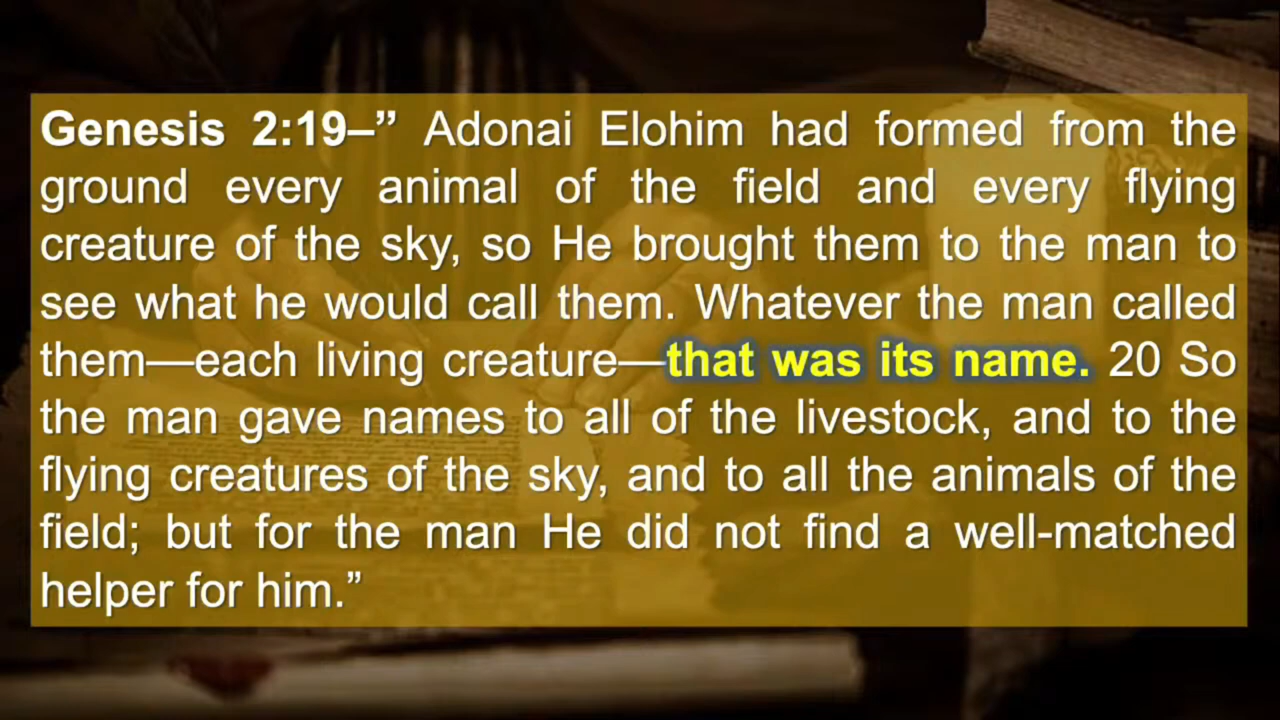 Genesis 2:19–” Adonai Elohim had formed from the
ground every animal of the field and every flying
creature of the sky, so He brought them to the man to
see what he would call them. Whatever the man called
them—each living creature—that was its name. 20 So
the man gave names to all of the livestock, and to the
flying creatures of the sky, and to all the animals of the
field; but for the man He did not find a well-matched
helper for him.”